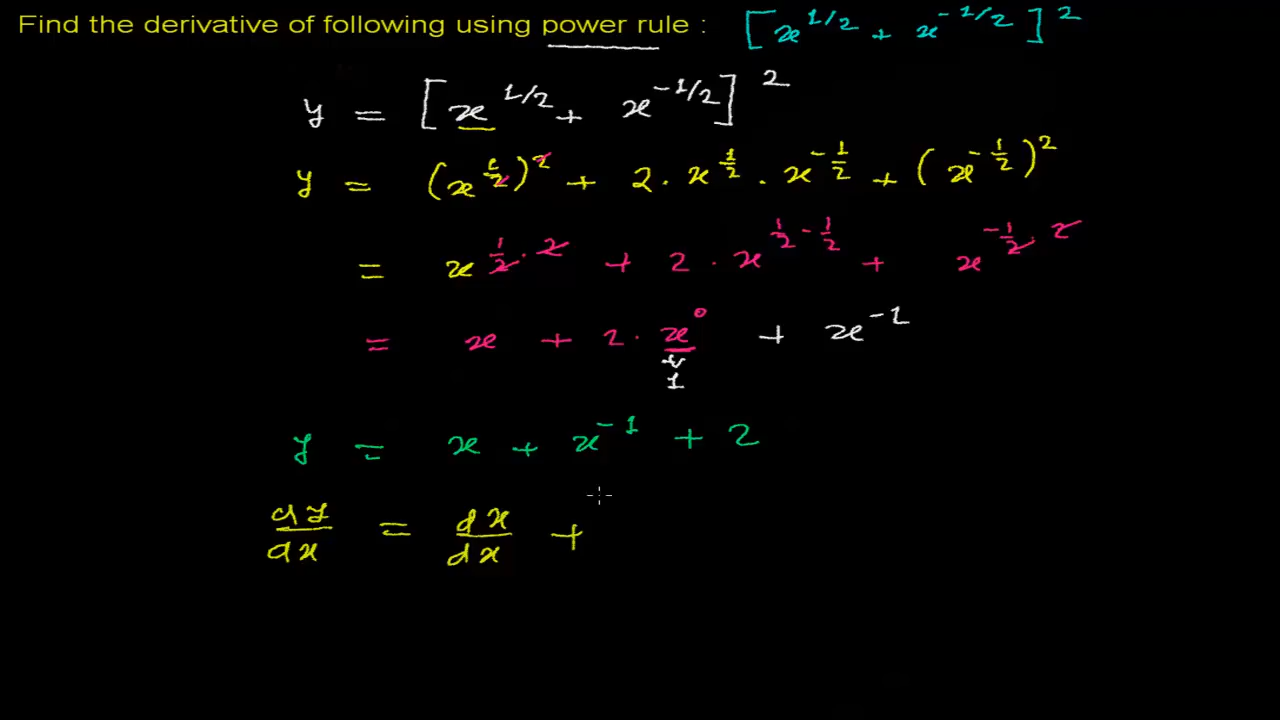 Find the derivative of following using power rule : [x^{1/2} + x^{-1/2}]^2
y = [x^{1/2} + x^{-1/2}]^2
y = (x^{1/2})^2 + 2 · x^{1/2} · x^{-1/2} + (x^{-1/2})^2
= x^{1/2 · 2} + 2 · x^{1/2 - 1/2} + x^{-1/2 · 2}
= x + 2 · x^0 + x^{-1}
1
y = x + x^{-1} + 2
dy/dx = dx/dx +